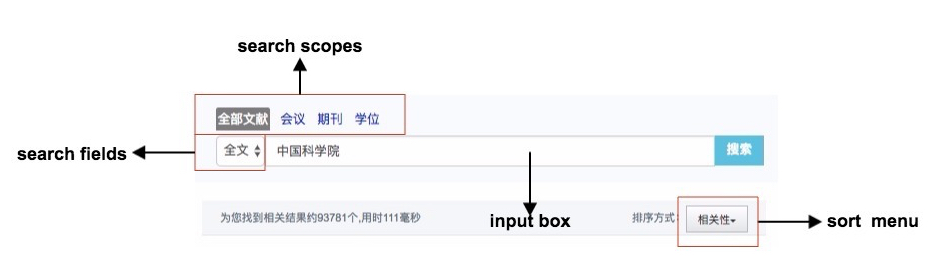 search scopes
全部文献 会议 期刊 学位
search fields
全文 中国科学院 搜索
为您找到相关结果约93781个,用时111毫秒
input box
排序方式: 相关性
sort menu